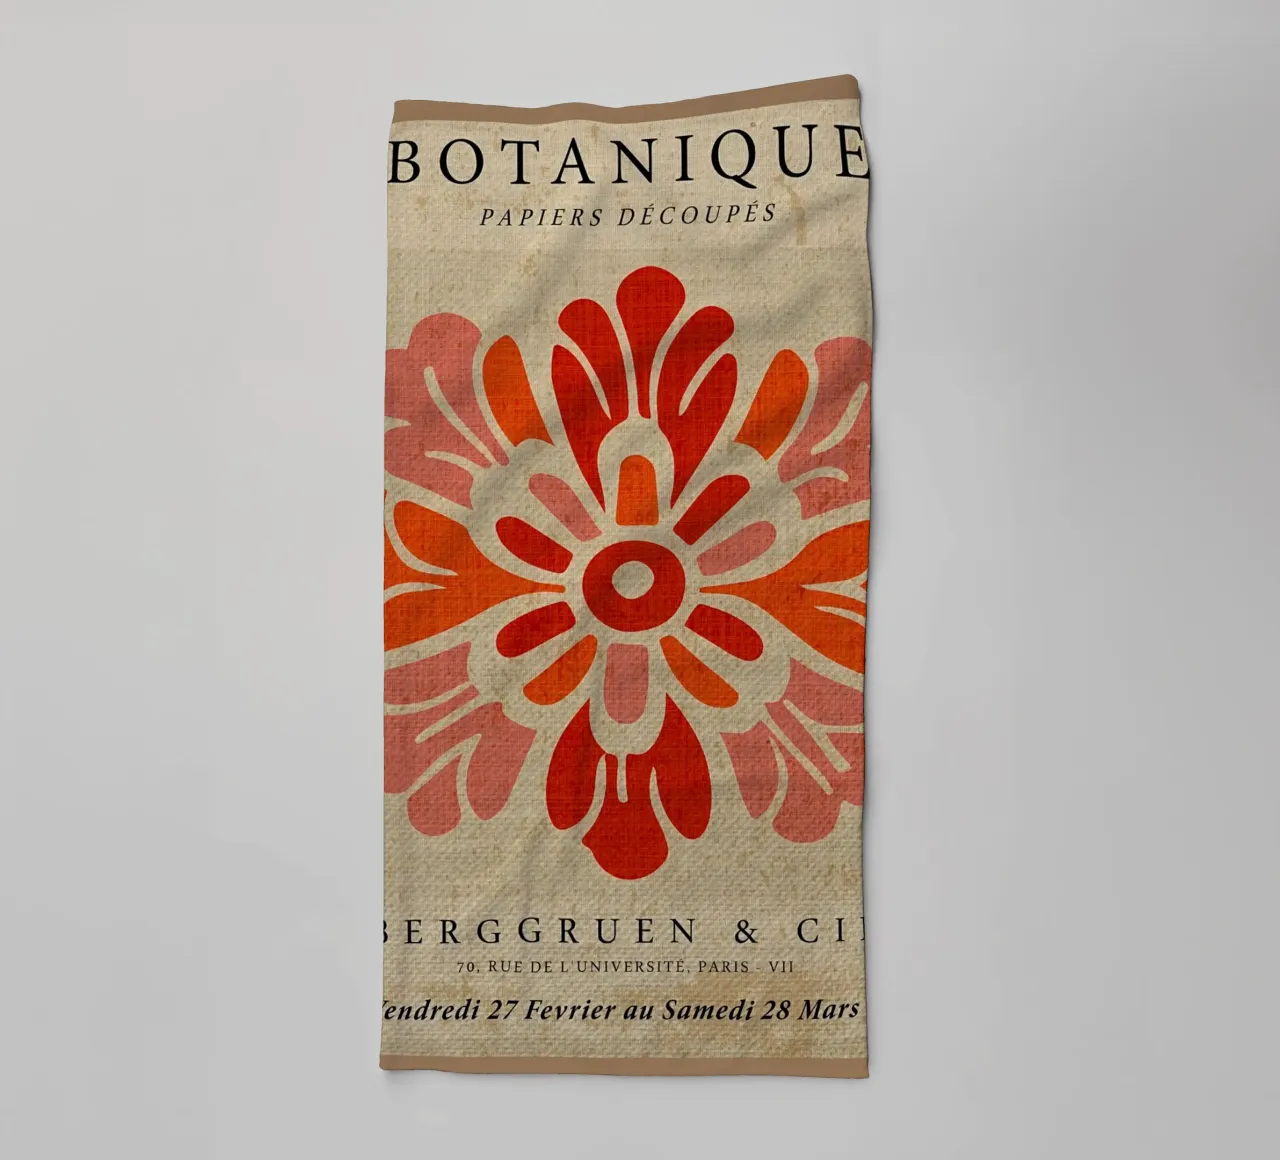 BOTANIQUE
PAPIERS DÉCOUPÉS
BERGGRUEN & CIE
70, RUE DE L'UNIVERSITÉ, PARIS - VII
Vendredi 27 Fevrier au Samedi 28 Mars